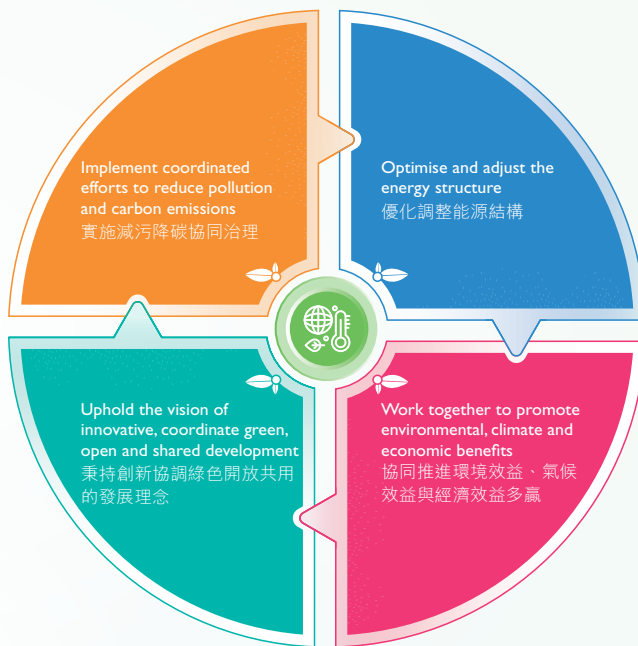 Implement coordinated
efforts to reduce pollution
and carbon emissions
實施減污降碳協同治理
Optimise and adjust the
energy structure
優化調整能源結構
Uphold the vision of
innovative, coordinate green,
open and shared development
秉持創新協調綠色開放共用
的發展理念
Work together to promote
environmental, climate and
economic benefits
協同推進環境效益、氣候
效益與經濟效益多贏